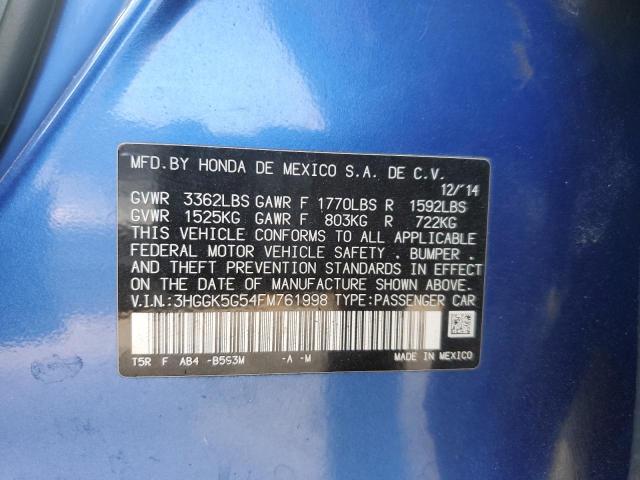 MFD.BY HONDA DE MEXICO S.A. DE C.V.
12/'14
GVWR 3362LBS GAWR F 1770LBS R 1592LBS
GVWR 1525KG GAWR F 803KG R 722KG
THIS VEHICLE CONFORMS TO ALL APPLICABLE
FEDERAL MOTOR VEHICLE SAFETY . BUMPER .
AND THEFT PREVENTION STANDARDS IN EFFECT
ON THE DATE OF MANUFACTURE SHOWN ABOVE.
V.I.N.:3HGGK5G54FM761998 TYPE:PASSENGER CAR
T5R F AB4 -B593M -A -M MADE IN MEXICO